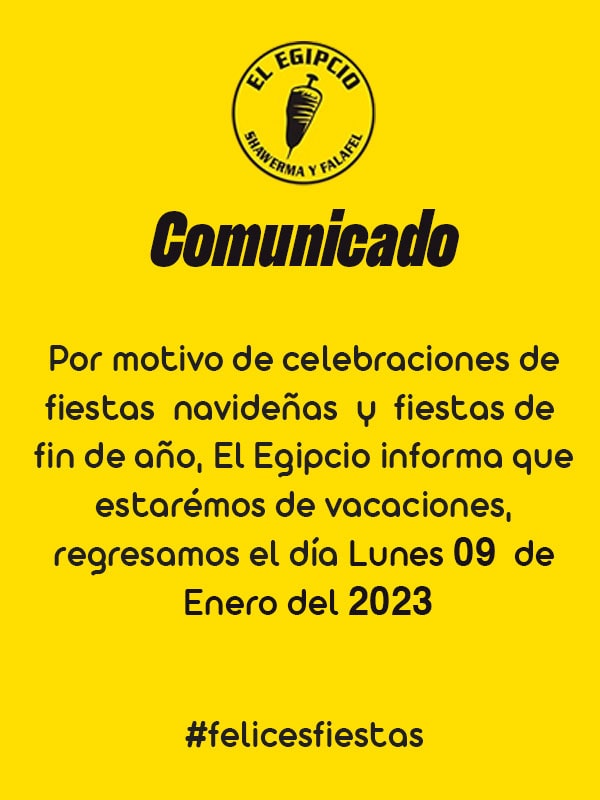 EL EGIPCIO
SHAWERMA Y FALAFEL
Comunicado
Por motivo de celebraciones de
fiestas navideñas y fiestas de
fin de año, El Egipcio informa que
estarémos de vacaciones,
regresamos el día Lunes 09 de
Enero del 2023
#felicesfiestas